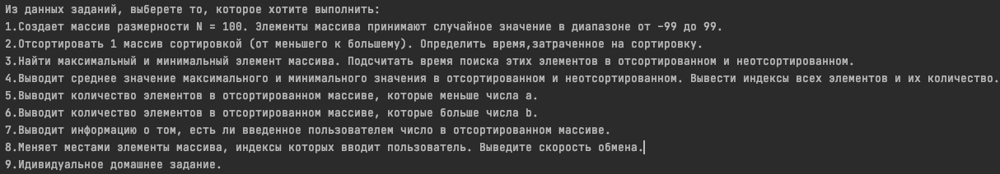 Из данных заданий, выберете то, которое хотите выполнить:
1.Создает массив размерности N = 100. Элементы массива принимают случайное значение в диапазоне от -99 до 99.
2.Отсортировать 1 массив сортировкой (от меньшего к большему). Определить время,затраченное на сортировку.
3.Найти максимальный и минимальный элемент массива. Подсчитать время поиска этих элементов в отсортированном и неотсортированном.
4.Выводит среднее значение максимального и минимального значения в отсортированном и неотсортированном. Вывести индексы всех элементов и их количество.
5.Выводит количество элементов в отсортированном массиве, которые меньше числа a.
6.Выводит количество элементов в отсортированном массиве, которые больше числа b.
7.Выводит информацию о том, есть ли введенное пользователем число в отсортированном массиве.
8.Меняет местами элементы массива, индексы которых вводит пользователь. Выведите скорость обмена.
9.Идивидуальное домашнее задание.